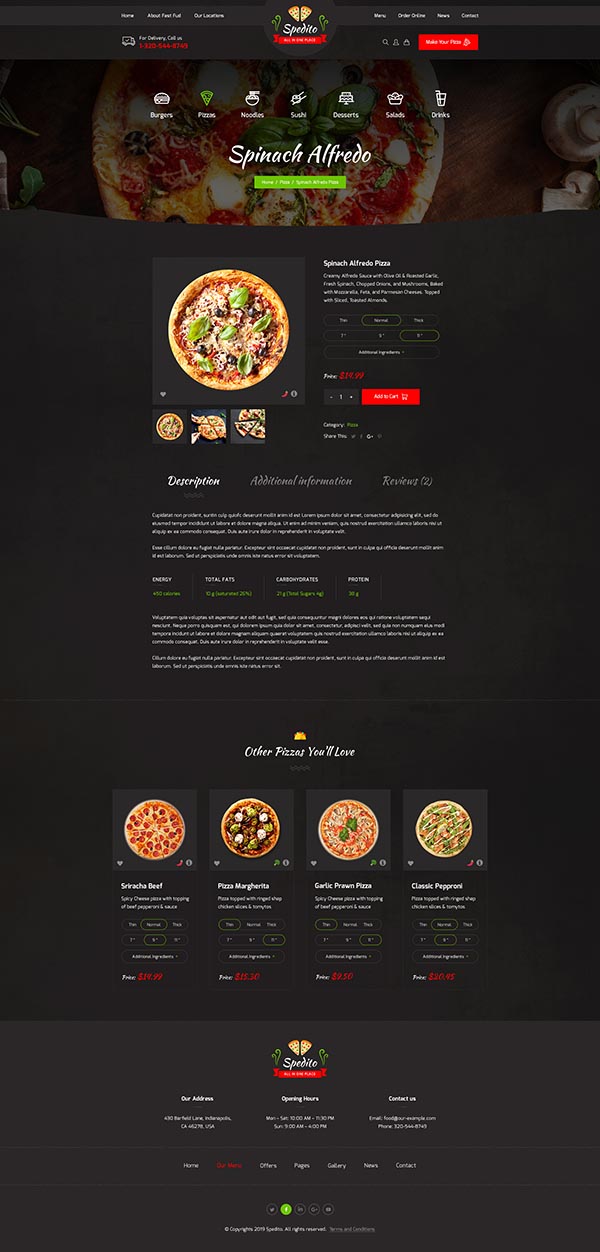 Home About Fast Fud Our Locations
Menu Order Online News Contact
Spedito
ALL IN ONE PLACE
For Delivery, Call us
1-320-544-8749
Make Your Pizza
Burgers Pizzas Noodles Sushi Desserts Salads Drinks
Spinach Alfredo
Home / Pizza / Spinach Alfredo Pizza
Spinach Alfredo Pizza
Creamy Alfredo Sauce with Olive Oil & Roasted Garlic,
Fresh Spinach, Chopped Onions, and Mushrooms, Baked
with Mozzarella, Feta, and Parmesan Cheeses. Topped
with Sliced, Toasted Almonds.
Thin Normal Thick
7 " 9 " 9 "
Additional Ingredients +
Price: $14.99
- 1 +
Add to Cart
Category: Pizza
Share This:
Description Additional information Reviews (2)
Cupidatat non proident, suntin culp quiofc deserunt mollit anim id est Lorem ipsum dolor sit amet, consectetur adipisicing elit, sed do
eiusmod tempor incididunt ut labore et dolore magna aliqua. Ut enim ad minim veniam, quis nostrud exercitation ullamco laboris nisi ut
aliquip ex ea commodo consequat. Duis aute irure dolor in reprehenderit in voluptate velit.
Esse cillum dolore eu fugiat nulla pariatur. Excepteur sint occaecat cupidatat non proident, sunt in culpa qui officia deserunt mollit anim
id est laborum. Sed ut perspiciatis unde omnis iste natus error sit voluptatem.
ENERGY TOTAL FATS CARBOHYDRATES PROTEIN
450 calories 10 g (saturated 26%) 21 g (Total Sugars 4g) 30 g
Voluptatem quia voluptas sit aspernatur aut odit aut fugit, sed quia consequuntur magni dolores eos qui ratione voluptatem sequi
nesciunt. Neque porro quisquam est, qui dolorem ipsum quia dolor sit amet, consectetur, adipisci velit, sed quia non numquam eius modi
tempora incidunt ut labore et dolore magnam aliquam quaerat voluptatem quis nostrud exercitation ullamco laboris nisi ut aliquip ex ea
commodo consequat. Duis aute irure dolor in reprehenderit in voluptate velit esse.
Cillum dolore eu fugiat nulla pariatur. Excepteur sint occaecat cupidatat non proident, sunt in culpa qui officia deserunt mollit anim id est
laborum. Sed ut perspiciatis unde omnis iste natus error sit.
Other Pizzas You'll Love
Sriracha Beef
Spicy Cheese pizza with topping
of beef pepperoni & sauce
Thin Normal Thick
7 " 9 " 11 "
Additional Ingredients +
Price: $14.99
Pizza Margherita
Pizza topped with ringed shep
chicken slices & tomytos.
Thin Normal Thick
7 " 9 " 11 "
Additional Ingredients +
Price: $15.30
Garlic Prawn Pizza
Spicy Cheese pizza with topping
of beef pepperoni & sauce
Thin Normal Thick
7 " 9 " 11 "
Additional Ingredients +
Price: $9.50
Classic Pepproni
Pizza topped with ringed shep
chicken slices & tomytos.
Thin Normal Thick
7 " 9 " 11 "
Additional Ingredients +
Price: $20.45
Spedito
ALL IN ONE PLACE
Our Address
430 Barfield Lane, Indianapolis,
CA 46278, USA
Opening Hours
Mon – Sat: 10:00 AM – 11:30 PM
Sun: 9:00 AM – 4:00 PM
Contact us
Email: food@our-example.com
Phone: 320-544-8749
Home Our Menu Offers Pages Gallery News Contact
© Copyrights 2019 Spedito. All rights reserved. Terms and Conditions